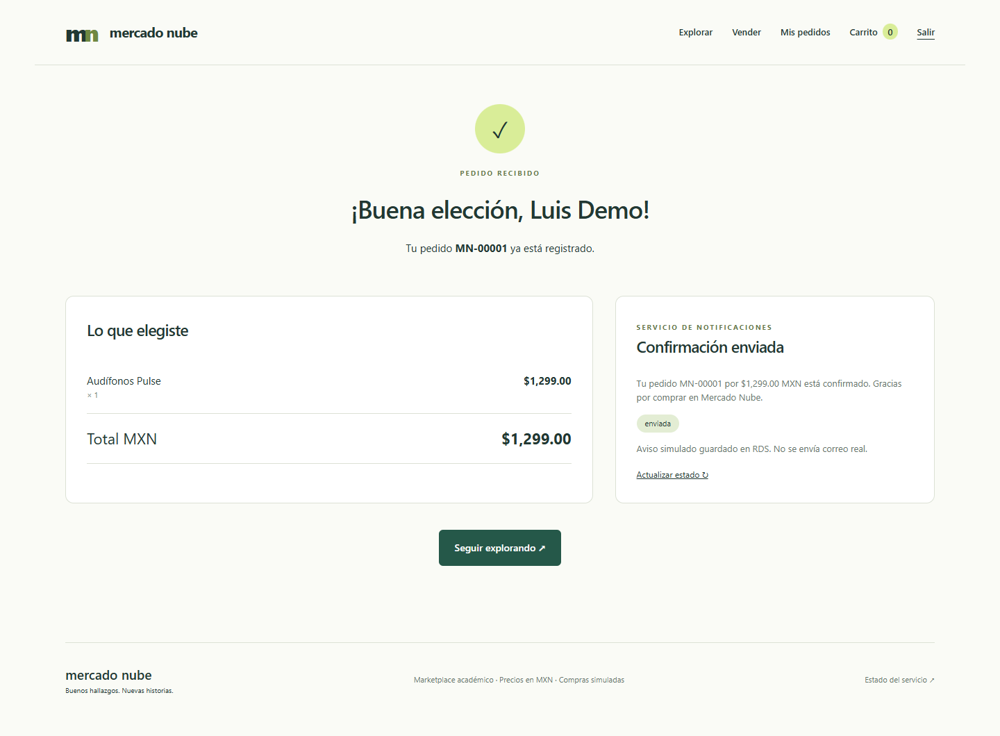 mn mercado nube
Explorar Vender Mis pedidos Carrito 0 Salir
✓
PEDIDO RECIBIDO
¡Buena elección, Luis Demo!
Tu pedido MN-00001 ya está registrado.
Lo que elegiste
Audífonos Pulse $1,299.00
× 1
Total MXN $1,299.00
SERVICIO DE NOTIFICACIONES
Confirmación enviada
Tu pedido MN-00001 por $1,299.00 MXN está confirmado. Gracias
por comprar en Mercado Nube.
enviada
Aviso simulado guardado en RDS. No se envía correo real.
Actualizar estado ↻
Seguir explorando ↗
mercado nube
Buenos hallazgos. Nuevas historias.
Marketplace académico · Precios en MXN · Compras simuladas
Estado del servicio ↗